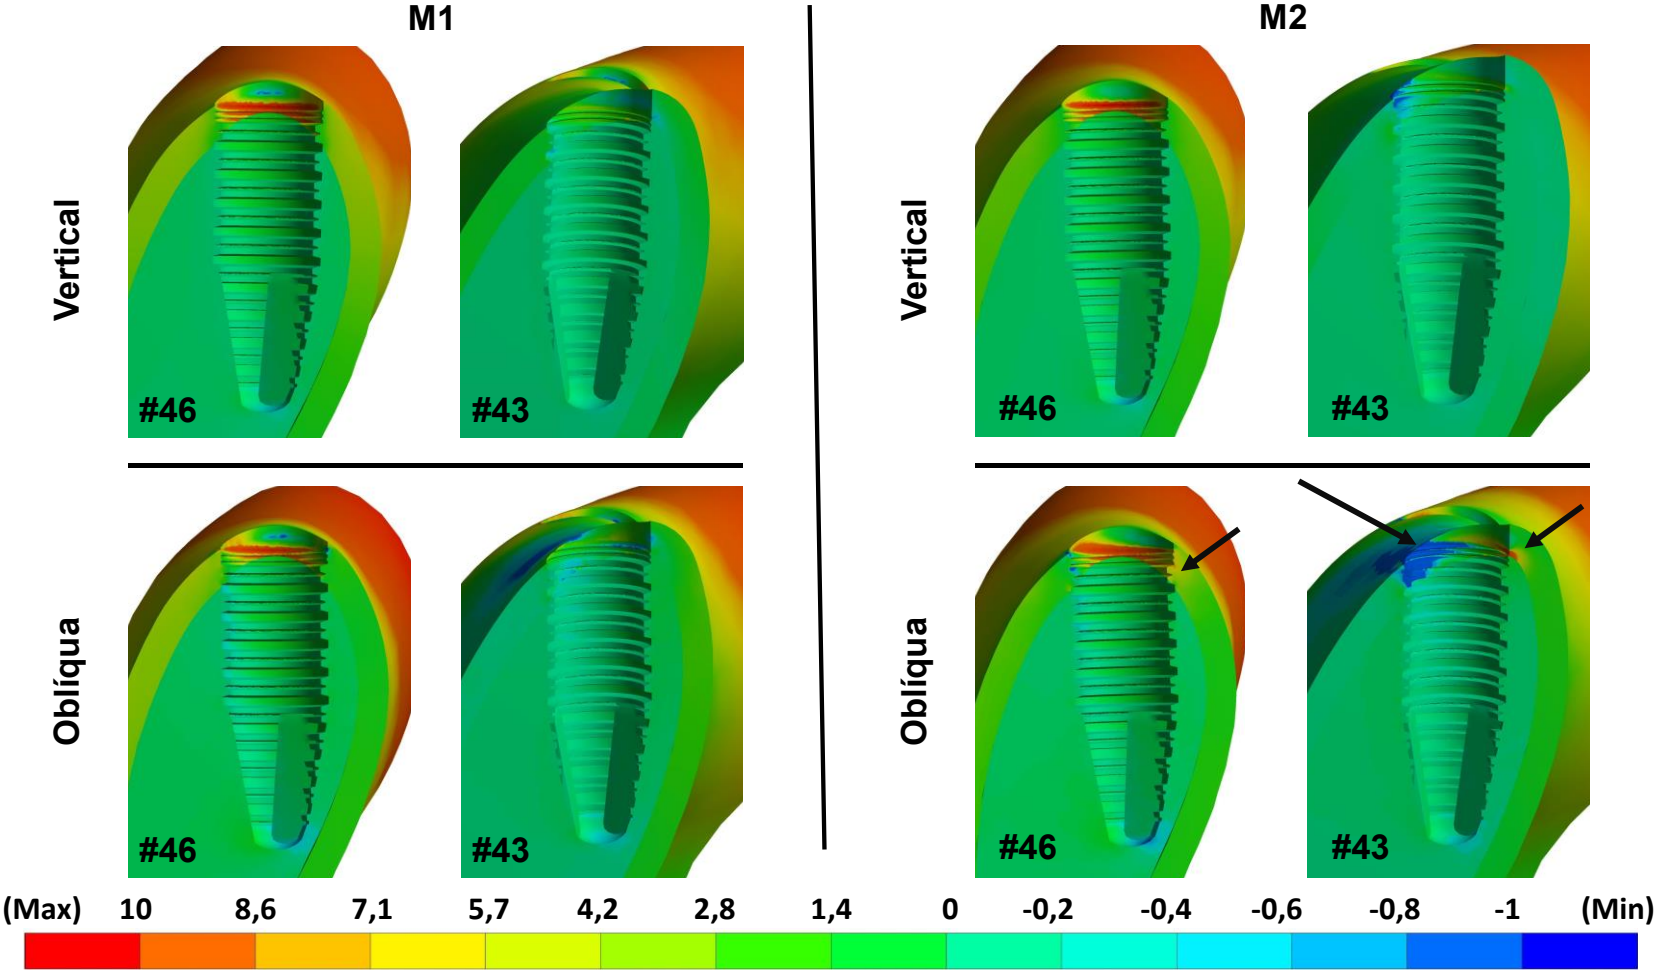 M1
M2
Vertical
#46
#43
Vertical
#46
#43
Oblíqua
#46
#43
Oblíqua
#46
#43
(Max) 10 8,6 7,1 5,7 4,2 2,8 1,4 0 -0,2 -0,4 -0,6 -0,8 -1 (Min)